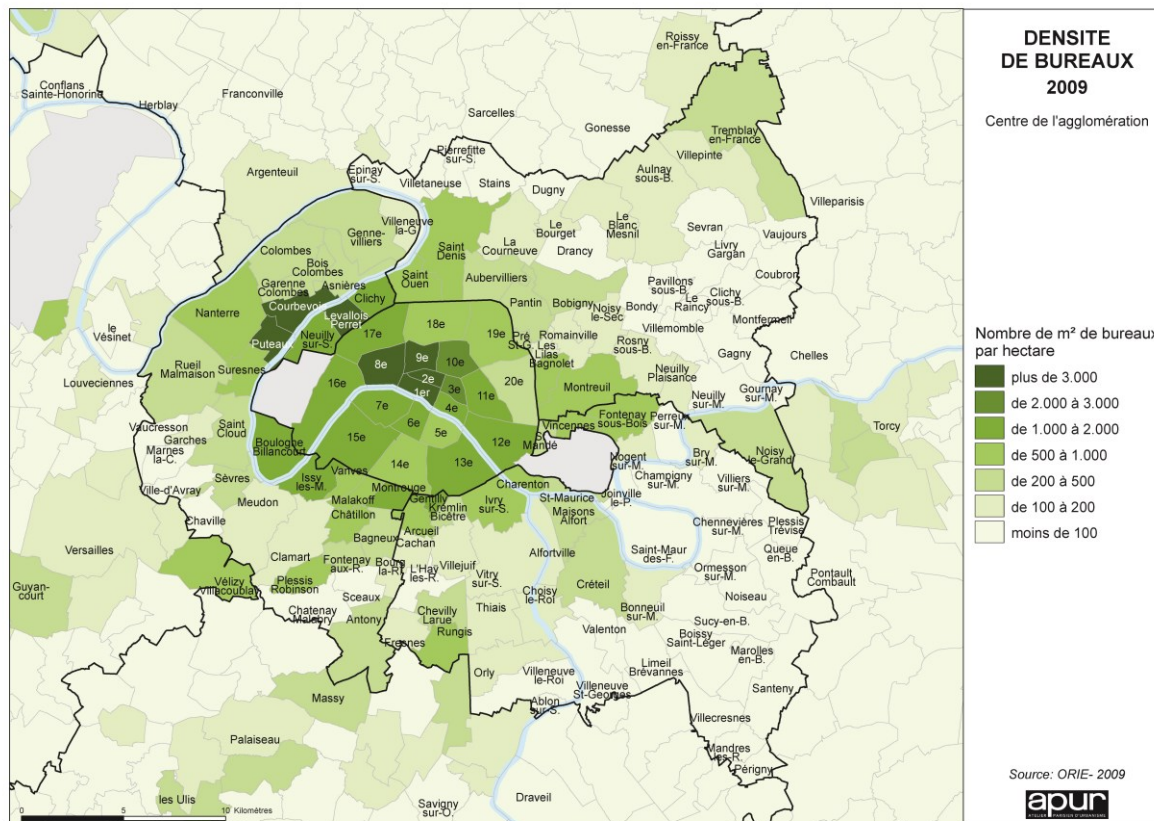 DENSITE
DE BUREAUX
2009
Centre de l'agglomération
Nombre de m² de bureaux
par hectare
plus de 3.000
de 2.000 à 3.000
de 1.000 à 2.000
de 500 à 1.000
de 200 à 500
de 100 à 200
moins de 100
Source: ORIE- 2009
apur
ATELIER PARISIEN D'URBANISME
Roissy
en-France
Conflans
Sainte-Honorine
Herblay
Franconville
Sarcelles
Gonesse
Tremblay
en-France
Villepinte
Pierrefitte
sur-S.
Argenteuil
Epinay
sur-S.
Villetaneuse
Stains
Dugny
Aulnay
sous-B.
Villeparisis
Villeneuve
la-G.
Genne-
villiers
Le
Bourget
Le
Blanc
Mesnil
Sevran
Vaujours
Colombes
Saint
Denis
La
Courneuve
Drancy
Livry
Gargan
Bois
Colombes
Garenne
Colombes
Asnières
Saint
Ouen
Aubervilliers
Coubron
Pavillons
sous-B.
Clichy
sous-B.
Le
Raincy
Nanterre
Courbevoie
Levallois
Perret
Clichy
Pantin
Bobigny
Noisy
le-Sec
Bondy
Montfermeil
le
Vésinet
Puteaux
Neuilly
sur-S.
17e
18e
19e
Pré
St-G.
Les
Lilas
Romainville
Villemomble
Rosny
sous-B.
Gagny
Chelles
8e
9e
10e
2e
1er
3e
11e
20e
Bagnolet
Louveciennes
Rueil
Malmaison
Suresnes
16e
7e
6e
4e
5e
Montreuil
Neuilly
Plaisance
Neuilly
sur-M.
Gournay
sur-M.
Vaucresson
Garches
Marnes
la-C.
Saint
Cloud
Boulogne
Billancourt
15e
14e
13e
12e
St
Mandé
Vincennes
Fontenay
sous-Bois
Perreux
sur-M.
Torcy
Noisy
le-Grand
Ville-d'Avray
Sèvres
Issy
les-M.
Vanves
Malakoff
Montrouge
Gentilly
Kremlin
Bicêtre
Ivry
sur-S.
Charenton
St-Maurice
Nogent
sur-M.
Joinville
le-P.
Champigny
sur-M.
Bry
sur-M.
Villiers
sur-M.
Meudon
Chaville
Châtillon
Bagneux
Arcueil
Cachan
Maisons
Alfort
Alfortville
Saint-Maur
des-F.
Chennevières
sur-M.
Plessis
Trévise
Queue
en-B.
Versailles
Guyan-
court
Vélizy
Villacoublay
Clamart
Plessis
Robinson
Fontenay
aux-R.
Bourg
la-R.
L'Haÿ
les-R.
Villejuif
Vitry
sur-S.
Choisy
le-Roi
Créteil
Ormesson
sur-M.
Pontault
Combault
Noiseau
Sceaux
Chatenay
Malabry
Antony
Chevilly
Larue
Rungis
Thiais
Bonneuil
sur-M.
Sucy-en-B.
Fresnes
Valenton
Boissy
Saint-Léger
Marolles
en-B.
Orly
Villeneuve
le-Roi
Limeil
Brévannes
Massy
Ablon
sur-S.
Villeneuve
St-Georges
Santeny
Villecresnes
Palaiseau
les Ulis
Mandres
les-R.
Périgny
Savigny
sur-O.
Draveil
0 5 10 Kilomètres